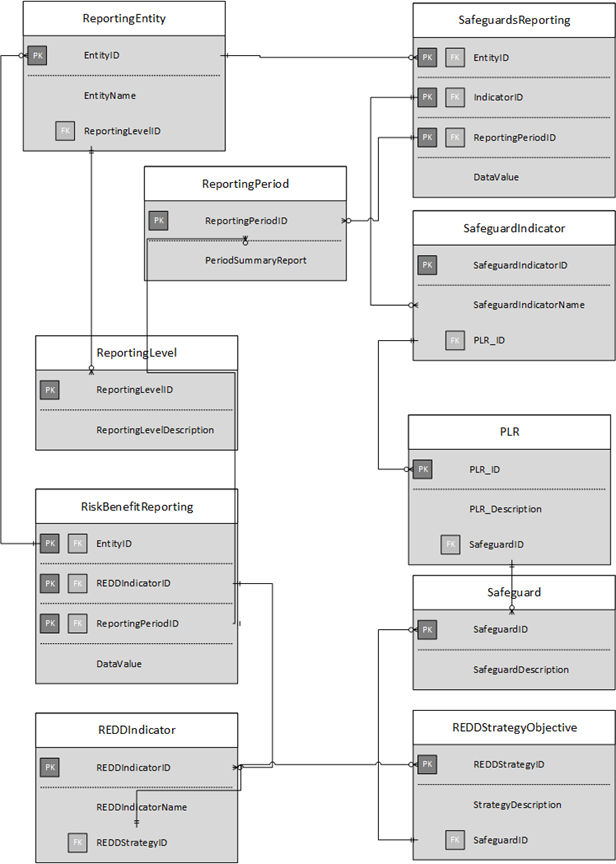 ReportingEntity
PK EntityID
EntityName
FK ReportingLevelID
SafeguardsReporting
PK FK EntityID
PK FK IndicatorID
PK FK ReportingPeriodID
DataValue
ReportingPeriod
PK ReportingPeriodID
PeriodSummaryReport
SafeguardIndicator
PK SafeguardIndicatorID
SafeguardIndicatorName
FK PLR_ID
ReportingLevel
PK ReportingLevelID
ReportingLevelDescription
PLR
PK PLR_ID
PLR_Description
FK SafeguardID
RiskBenefitReporting
PK FK EntityID
PK FK REDDIndicatorID
PK FK ReportingPeriodID
DataValue
Safeguard
PK SafeguardID
SafeguardDescription
REDDIndicator
PK REDDIndicatorID
REDDIndicatorName
FK REDDStrategyID
REDDStrategyObjective
PK REDDStrategyID
StrategyDescription
FK SafeguardID